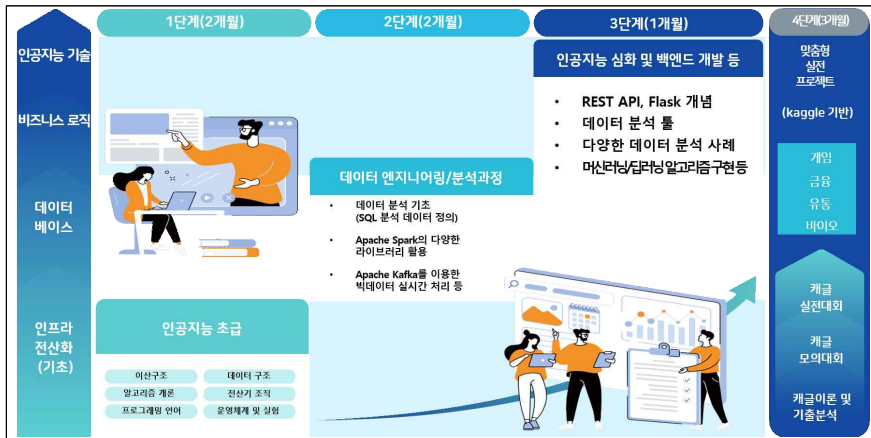 1단계(2개월)
2단계(2개월)
3단계(1개월)
4단계(3개월)
인공지능 기술
비즈니스 로직
데이터
베이스
인프라
전산화
(기초)
인공지능 초급
이산구조
데이터 구조
알고리즘 개론
전산기 조직
프로그래밍 언어
운영체계 및 실험
데이터 엔지니어링/분석과정
• 데이터 분석 기초
(SQL 분석 데이터 정의)
• Apache Spark의 다양한
라이브러리 활용
• Apache Kafka를 이용한
빅데이터 실시간 처리 등
인공지능 심화 및 백엔드 개발 등
• REST API, Flask 개념
• 데이터 분석 툴
• 다양한 데이터 분석 사례
• 머신러닝/딥러닝 알고리즘 구현 등
맞춤형
실전
프로젝트
(kaggle 기반)
게임
금융
유통
바이오
캐글
실전대회
캐글
모의대회
캐글이론 및
기출분석